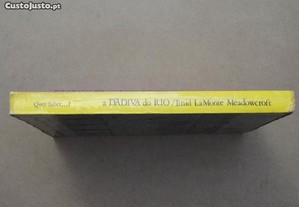 CustoJusto.pt
Quer Saber...? a DÁDIVA do RIO / Enid LaMonte Meadowcroft